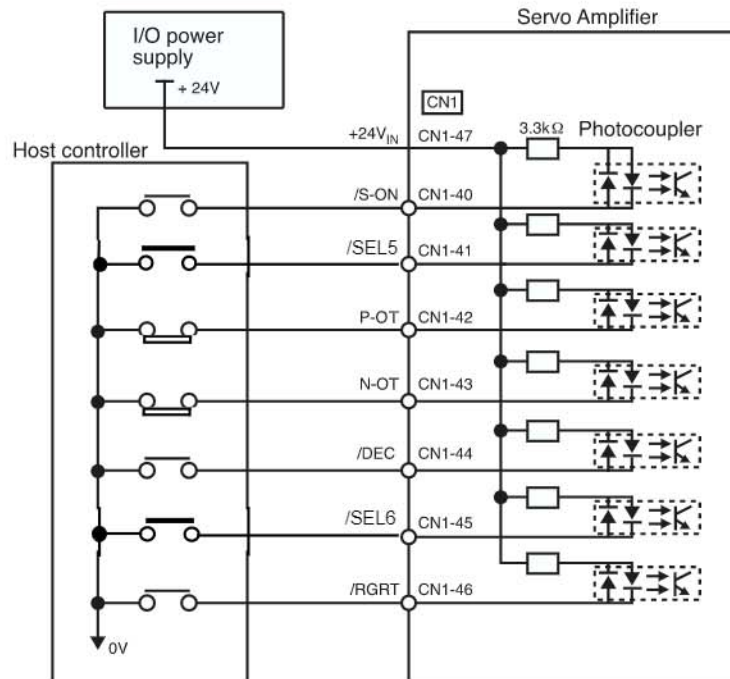 Servo Amplifier
I/O power
supply
+ 24V
CN1
+24VIN CN1-47 3.3kΩ Photocoupler
Host controller
/S-ON CN1-40
/SEL5 CN1-41
P-OT CN1-42
N-OT CN1-43
/DEC CN1-44
/SEL6 CN1-45
/RGRT CN1-46
0V